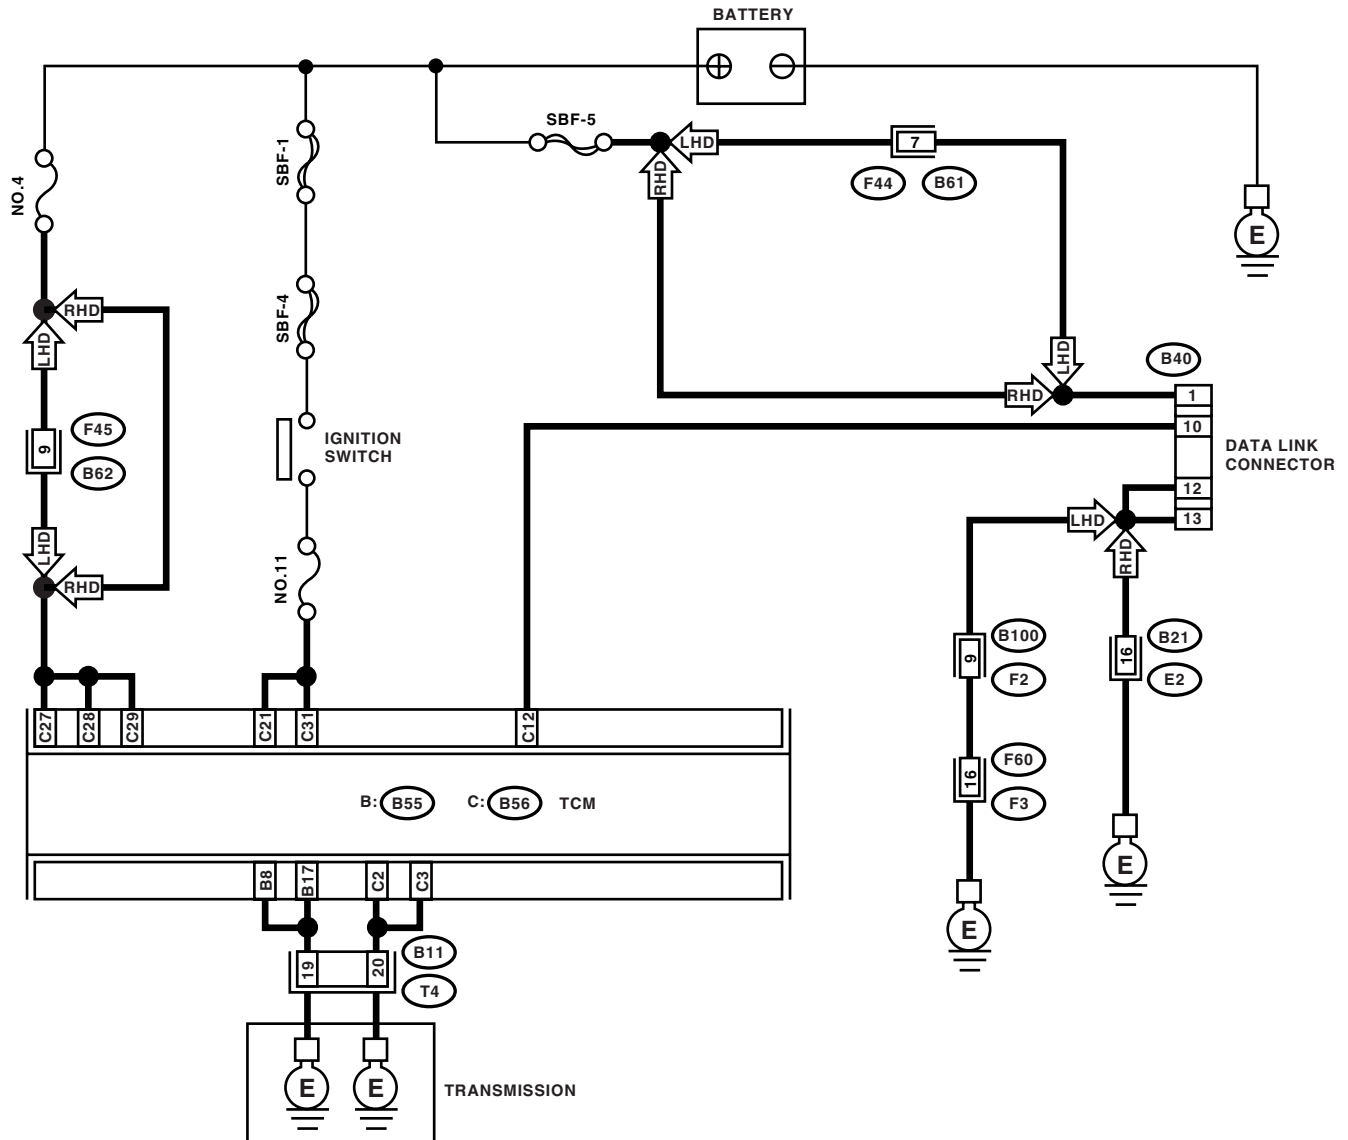 BATTERY
SBF-5
LHD
7
F44
B61
RHD
SBF-1
NO.4
E
RHD
LHD
SBF-4
LHD
B40
RHD
1
F45
9
B62
IGNITION
SWITCH
10
DATA LINK
CONNECTOR
12
LHD
13
LHD
RHD
RHD
NO.11
B100
9
F2
B21
16
E2
C27
C28
C29
C21
C31
C12
F60
16
F3
B:
B55
C:
B56
TCM
E
B8
B17
C2
C3
E
19
20
B11
T4
E
E
TRANSMISSION